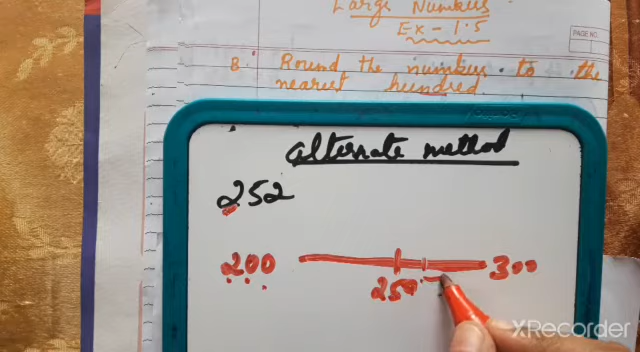 Large Numbers
Ex - 1.5
PAGE NO.
B. Round the numbers to the
nearest hundred
Alternate method
252
200 300
250
XRecorder